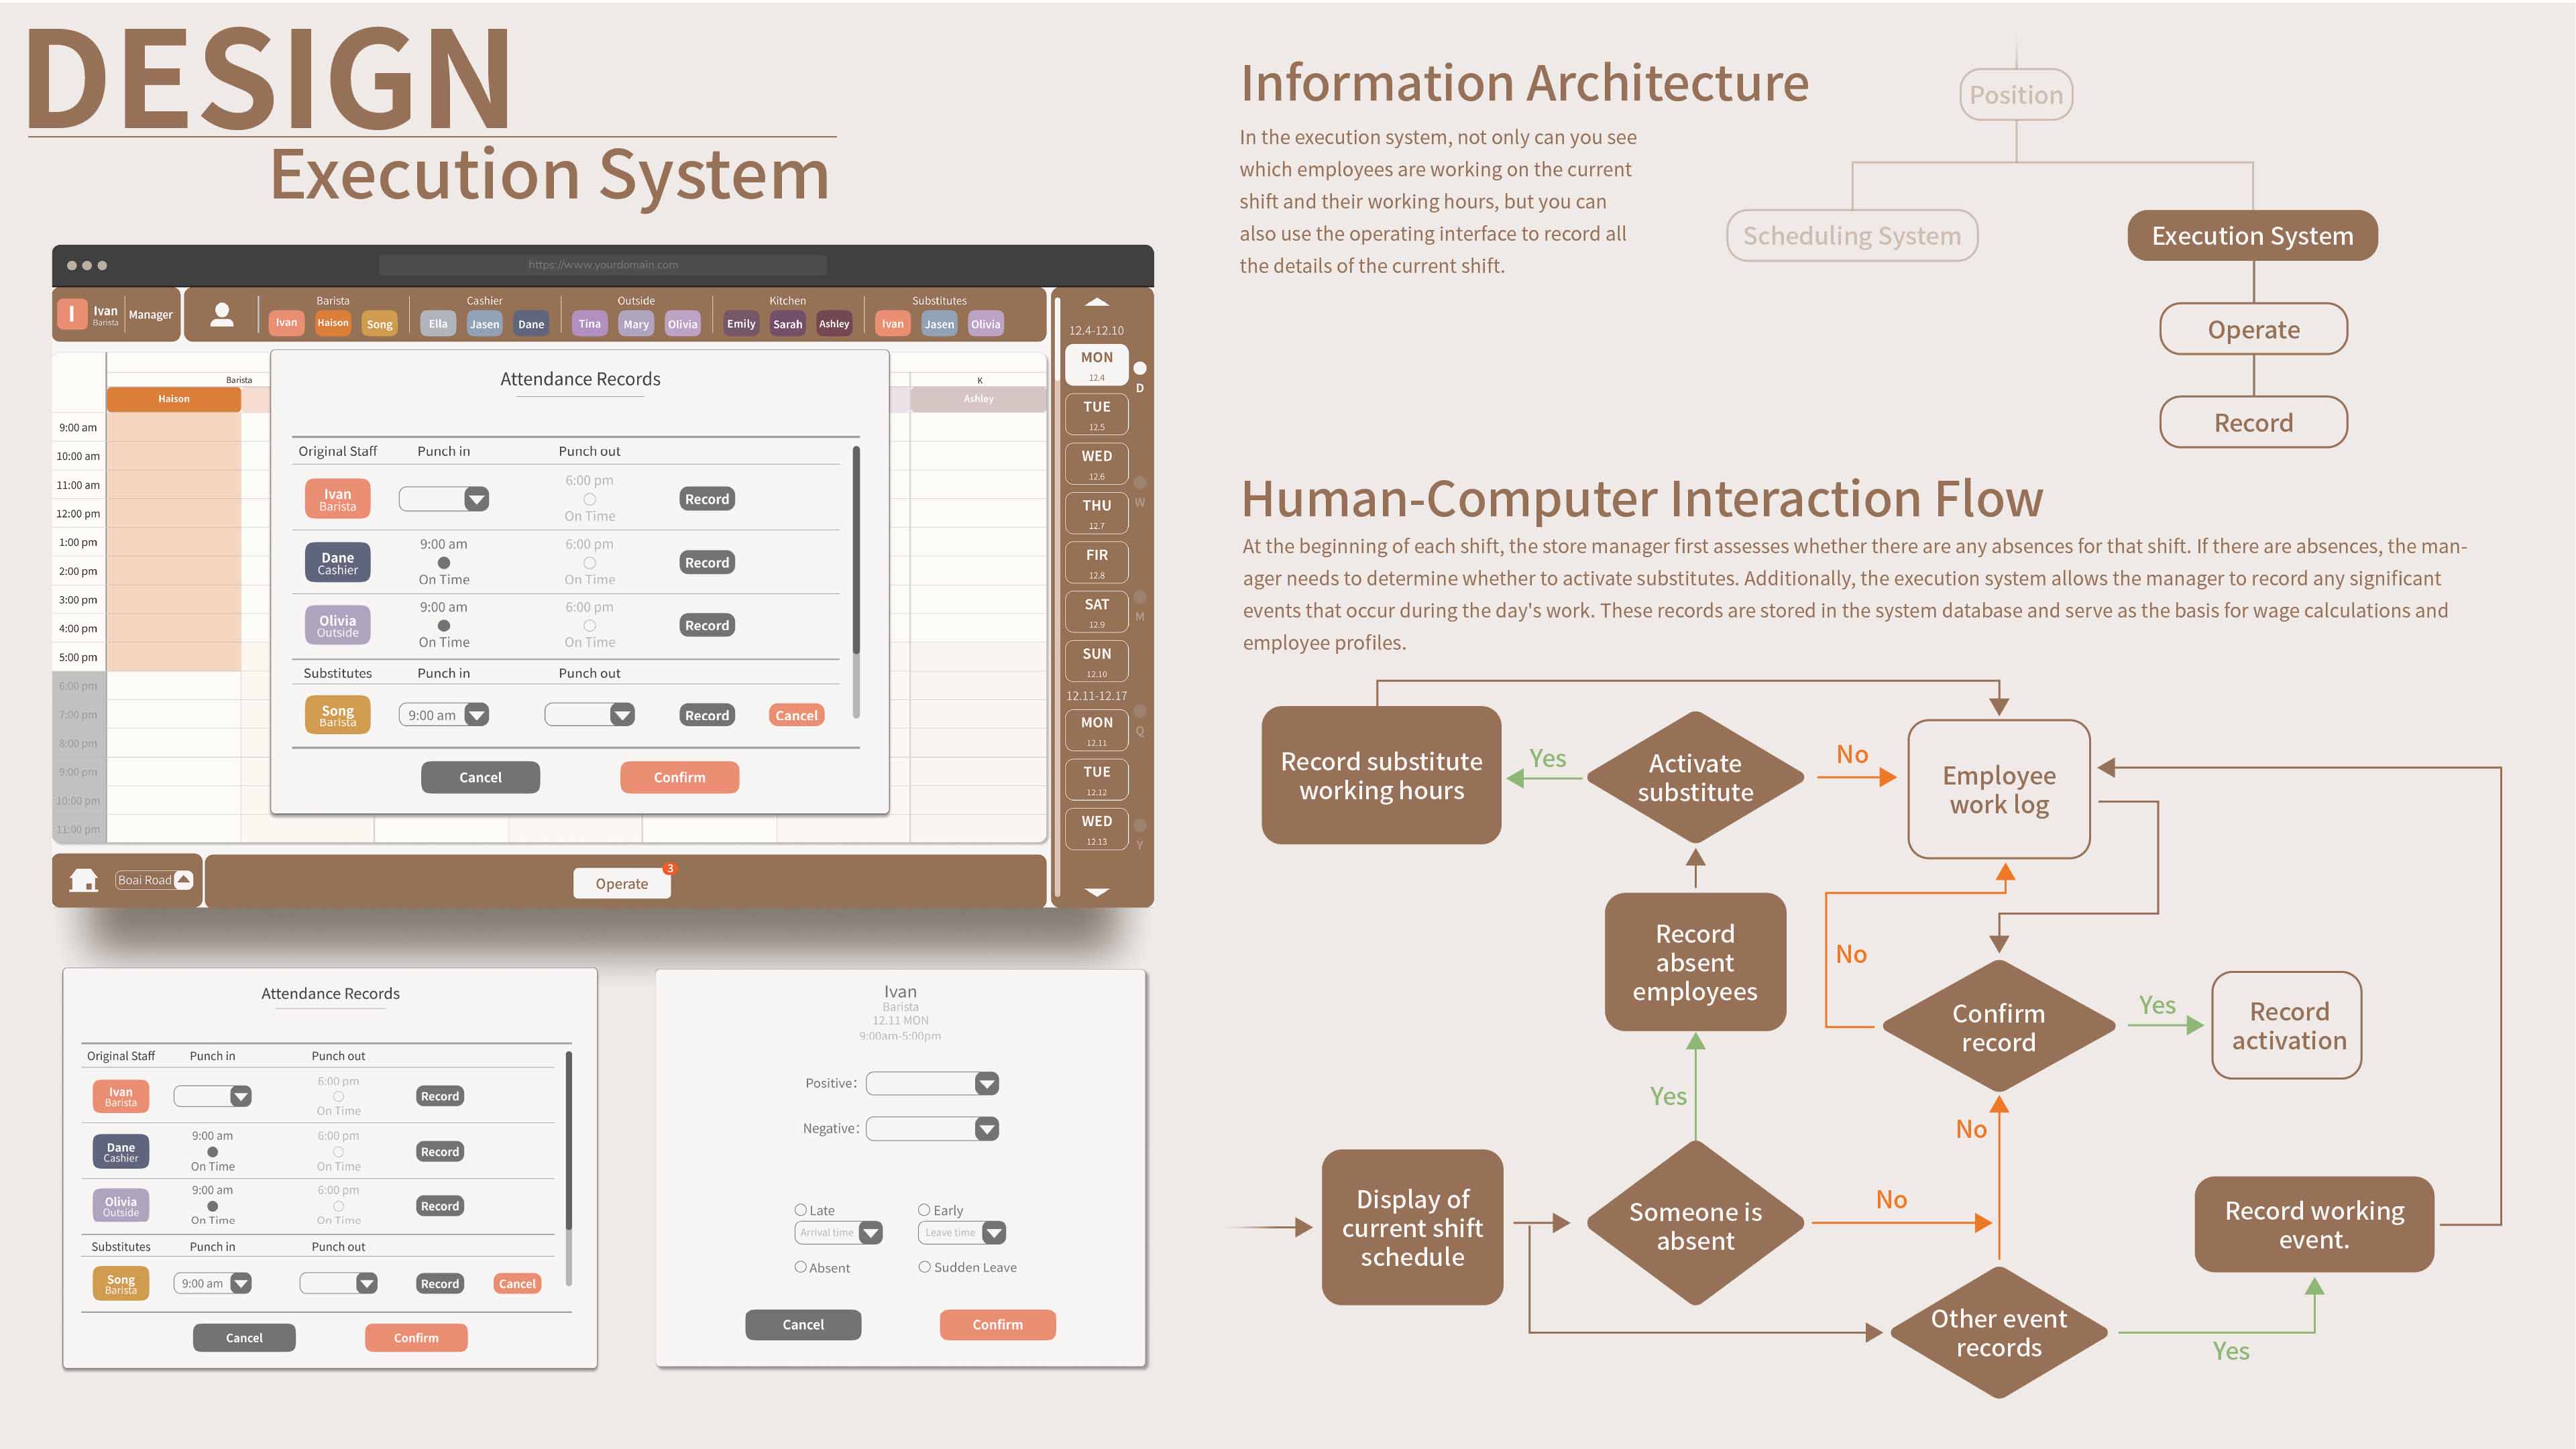 DESIGN
Execution System
https://www.yourdomain.com
I
Ivan
Barista
Manager
Barista
Ivan Haison Song
Cashier
Ella Jasen Dane
Outside
Tina Mary Olivia
Kitchen
Emily Sarah Ashley
Substitutes
Ivan Jasen Olivia
Barista
K
Haison
Ashley
9:00 am
10:00 am
11:00 am
12:00 pm
1:00 pm
2:00 pm
3:00 pm
4:00 pm
5:00 pm
6:00 pm
7:00 pm
8:00 pm
9:00 pm
10:00 pm
11:00 pm
Attendance Records
Original Staff Punch in Punch out
Ivan
Barista
6:00 pm
On Time
Record
Dane
Cashier
9:00 am
On Time
6:00 pm
On Time
Record
Olivia
Outside
9:00 am
On Time
6:00 pm
On Time
Record
Substitutes Punch in Punch out
Song
Barista
9:00 am
Record
Cancel
Cancel
Confirm
12.4-12.10
MON
12.4
TUE
12.5
WED
12.6
THU
12.7
FIR
12.8
SAT
12.9
SUN
12.10
12.11-12.17
MON
12.11
TUE
12.12
WED
12.13
D
W
M
Q
Y
Boai Road
Operate
3
Attendance Records
Original Staff Punch in Punch out
Ivan
Barista
6:00 pm
On Time
Record
Dane
Cashier
9:00 am
On Time
6:00 pm
On Time
Record
Olivia
Outside
9:00 am
On Time
6:00 pm
On Time
Record
Substitutes Punch in Punch out
Song
Barista
9:00 am
Record
Cancel
Cancel
Confirm
Ivan
Barista
12.11 MON
9:00am-5:00pm
Positive:
Negative:
Late
Early
Arrival time
Leave time
Absent
Sudden Leave
Cancel
Confirm
Information Architecture
In the execution system, not only can you see
which employees are working on the current
shift and their working hours, but you can
also use the operating interface to record all
the details of the current shift.
Position
Scheduling System
Execution System
Operate
Record
Human-Computer Interaction Flow
At the beginning of each shift, the store manager first assesses whether there are any absences for that shift. If there are absences, the man-
ager needs to determine whether to activate substitutes. Additionally, the execution system allows the manager to record any significant
events that occur during the day's work. These records are stored in the system database and serve as the basis for wage calculations and
employee profiles.
Record substitute
working hours
Yes
Activate
substitute
No
Employee
work log
Record
absent
employees
No
Confirm
record
Yes
Record
activation
Yes
No
Display of
current shift
schedule
Someone is
absent
No
Record working
event.
Other event
records
Yes